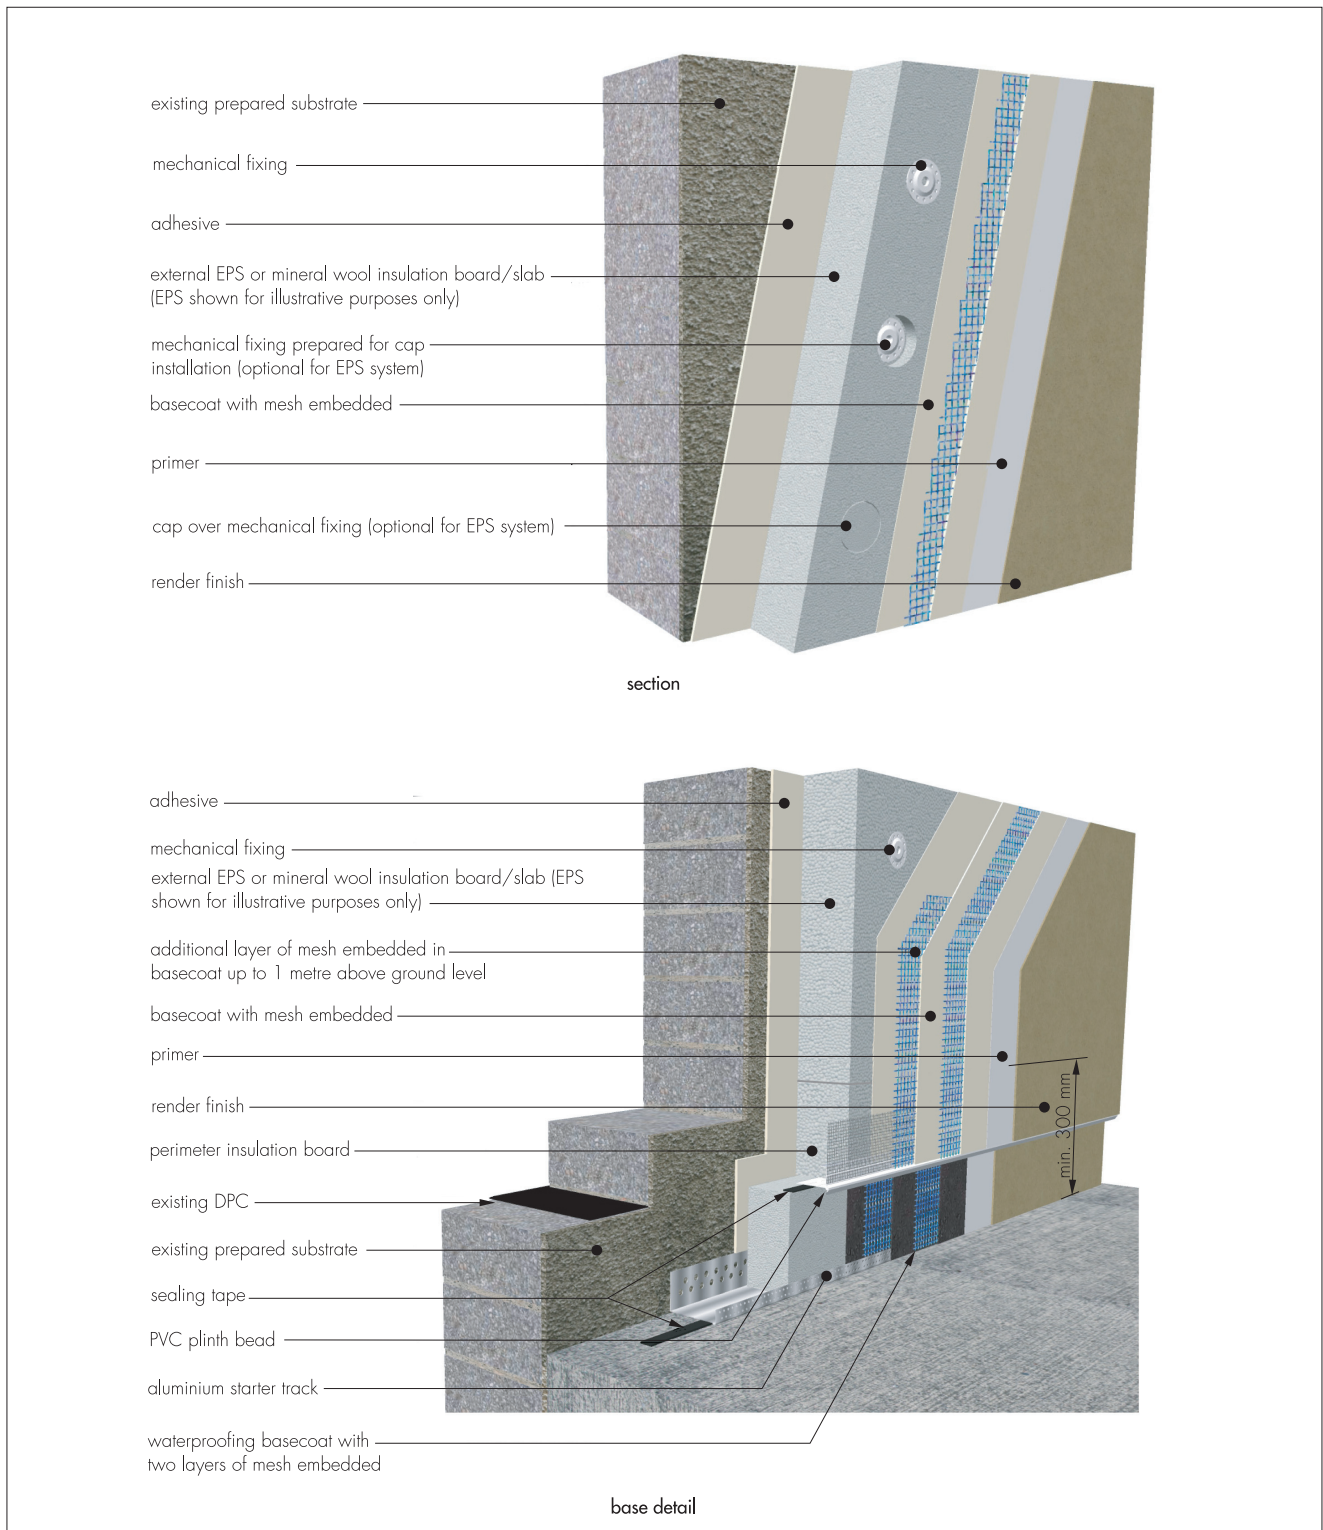 existing prepared substrate
mechanical fixing
adhesive
external EPS or mineral wool insulation board/slab
(EPS shown for illustrative purposes only)
mechanical fixing prepared for cap
installation (optional for EPS system)
basecoat with mesh embedded
primer
cap over mechanical fixing (optional for EPS system)
render finish
section
adhesive
mechanical fixing
external EPS or mineral wool insulation board/slab (EPS
shown for illustrative purposes only)
additional layer of mesh embedded in
basecoat up to 1 metre above ground level
basecoat with mesh embedded
primer
render finish
min. 300 mm
perimeter insulation board
existing DPC
existing prepared substrate
sealing tape
PVC plinth bead
aluminium starter track
waterproofing basecoat with
two layers of mesh embedded
base detail